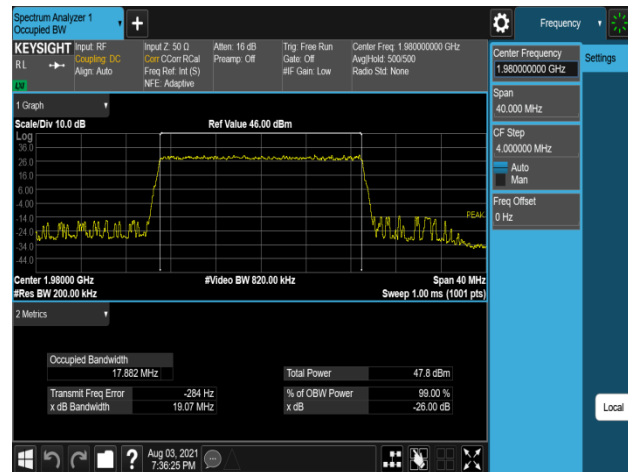 Spectrum Analyzer 1
Occupied BW
Frequency
KEYSIGHT
Input: RF
Input Z: 50 Ω
Atten: 16 dB
Trig: Free Run
Center Freq: 1.980000000 GHz
RL
Coupling: DC
Corr CCorr RCal
Preamp: Off
Gate: Off
Avg|Hold: 500/500
Align: Auto
Freq Ref: Int (S)
#IF Gain: Low
Radio Std: None
NFE: Adaptive
Center Frequency
1.980000000 GHz
Settings
Span
40.000 MHz
CF Step
4.000000 MHz
Auto
Man
Freq Offset
0 Hz
Local
1 Graph
Scale/Div 10.0 dB
Ref Value 46.00 dBm
Log
36.0
26.0
16.0
6.00
-4.00
-14.0
PEAK
-24.0
-34.0
-44.0
Center 1.98000 GHz
#Video BW 820.00 kHz
Span 40 MHz
#Res BW 200.00 kHz
Sweep 1.00 ms (1001 pts)
2 Metrics
Occupied Bandwidth
17.882 MHz
Total Power
47.8 dBm
Transmit Freq Error
-284 Hz
% of OBW Power
99.00 %
x dB Bandwidth
19.07 MHz
x dB
-26.00 dB
?
Aug 03, 2021
7:36:25 PM